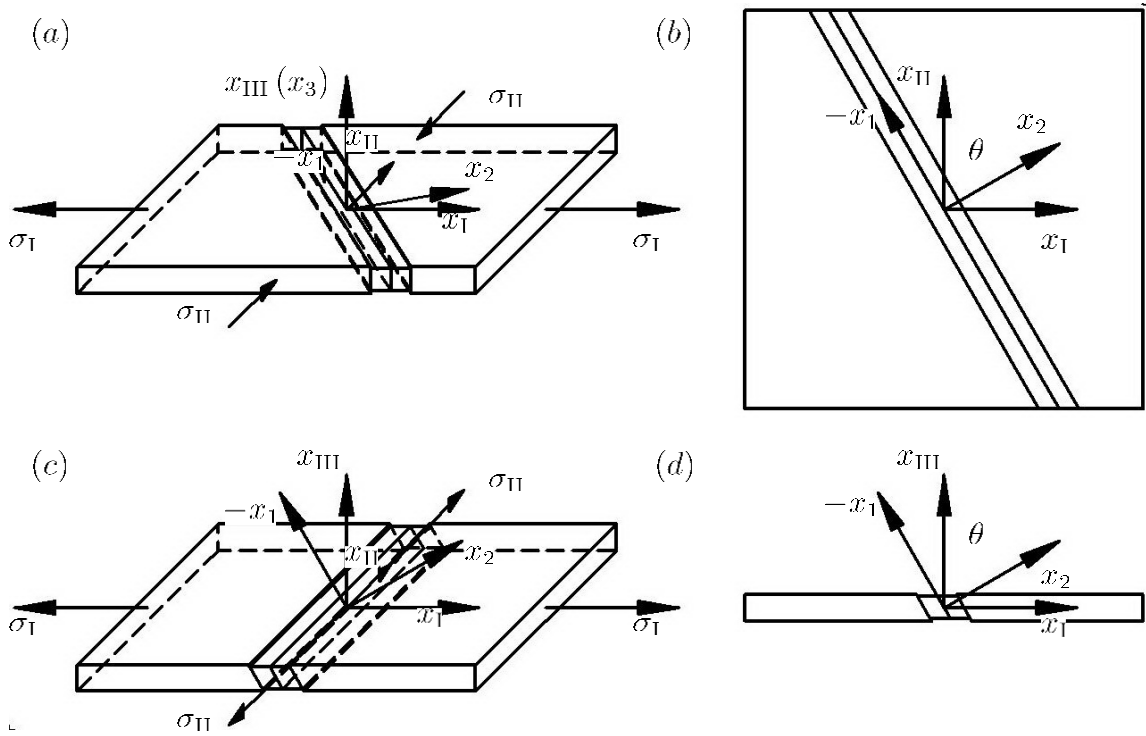 (a)
x_III (x_3)
σ_II
x_II
−x_1
x_2
x_I
σ_I
σ_I
σ_II
(b)
x_II
−x_1
x_2
θ
x_I
(c)
x_III
σ_II
−x_1
x_II
x_2
x_I
σ_I
σ_I
σ_II
(d)
x_III
−x_1
θ
x_2
x_I